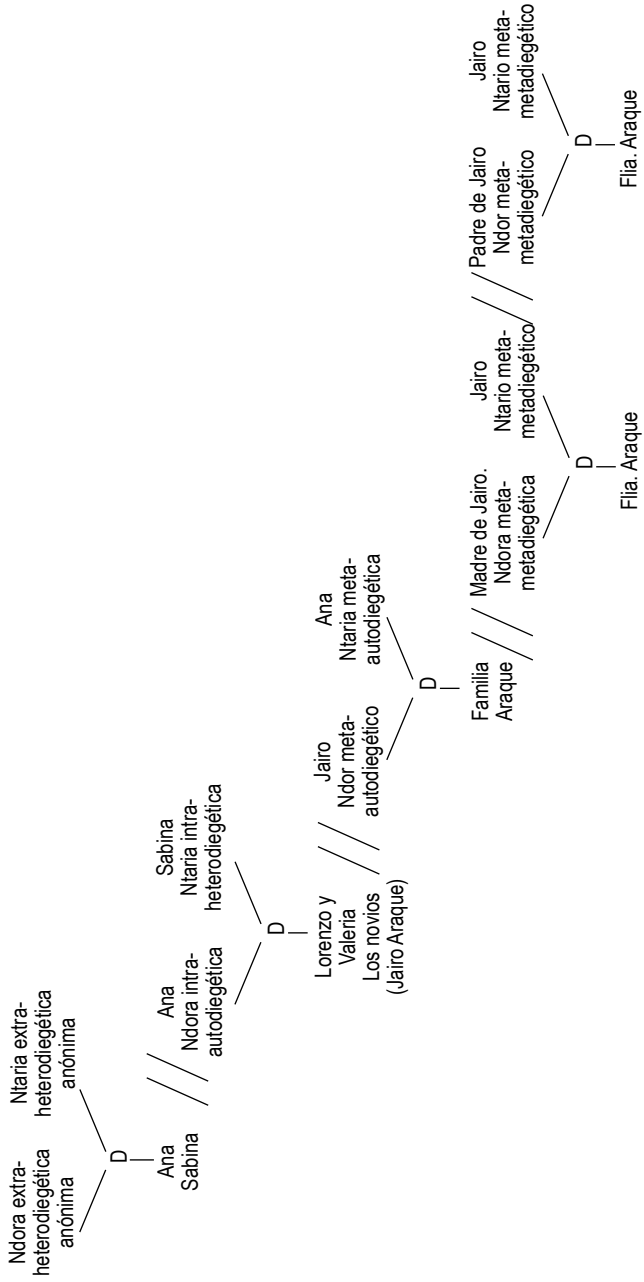 Ndora extra-
heterodiegética
anónima
Ntaria extra-
heterodiegética
anónima
D
Ana
Sabina
Ana
Ndora intra-
autodiegética
Sabina
Ntaria intra-
heterodiegética
D
Lorenzo y
Valeria
Los novios
(Jairo Araque)
Jairo
Ndor meta-
autodiegético
Ana
Ntaria meta-
autodiegética
D
Familia
Araque
Madre de Jairo.
Ndora meta-
metadiegética
Jairo
Ntario meta-
metadiegético
D
Flia. Araque
Padre de Jairo
Ndor meta-
metadiegético
Jairo
Ntario meta-
metadiegético
D
Flia. Araque